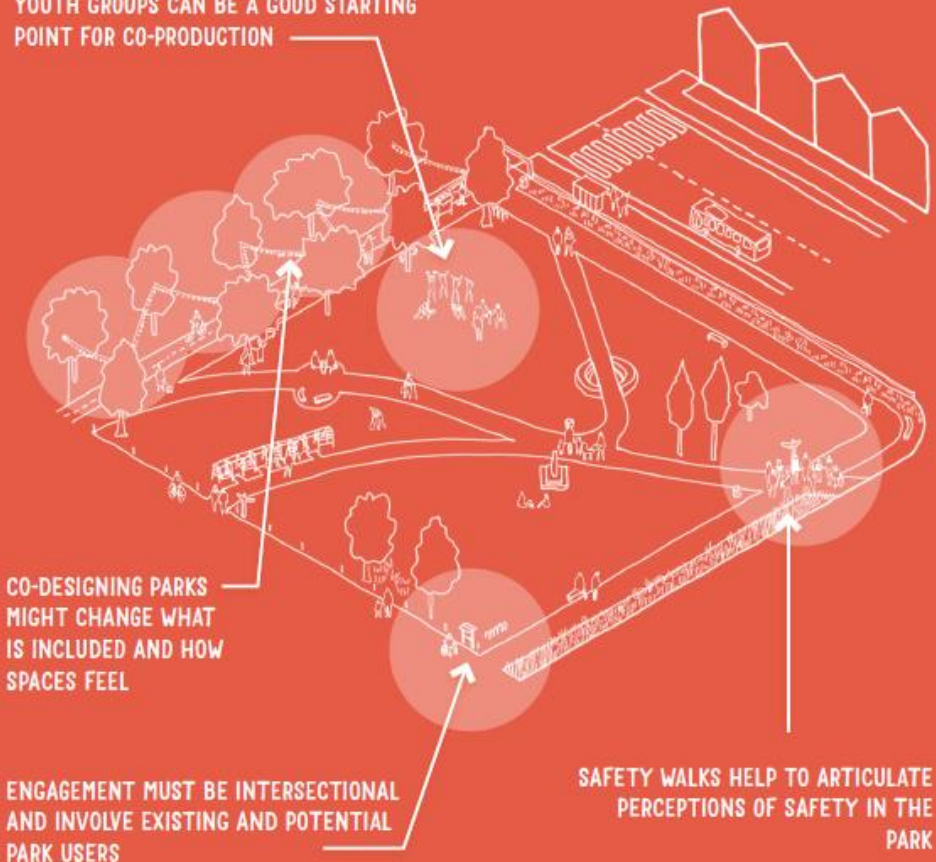 YOUTH GROUPS CAN BE A GOOD STARTING
POINT FOR CO-PRODUCTION
CO-DESIGNING PARKS
MIGHT CHANGE WHAT
IS INCLUDED AND HOW
SPACES FEEL
ENGAGEMENT MUST BE INTERSECTIONAL
AND INVOLVE EXISTING AND POTENTIAL
PARK USERS
SAFETY WALKS HELP TO ARTICULATE
PERCEPTIONS OF SAFETY IN THE
PARK